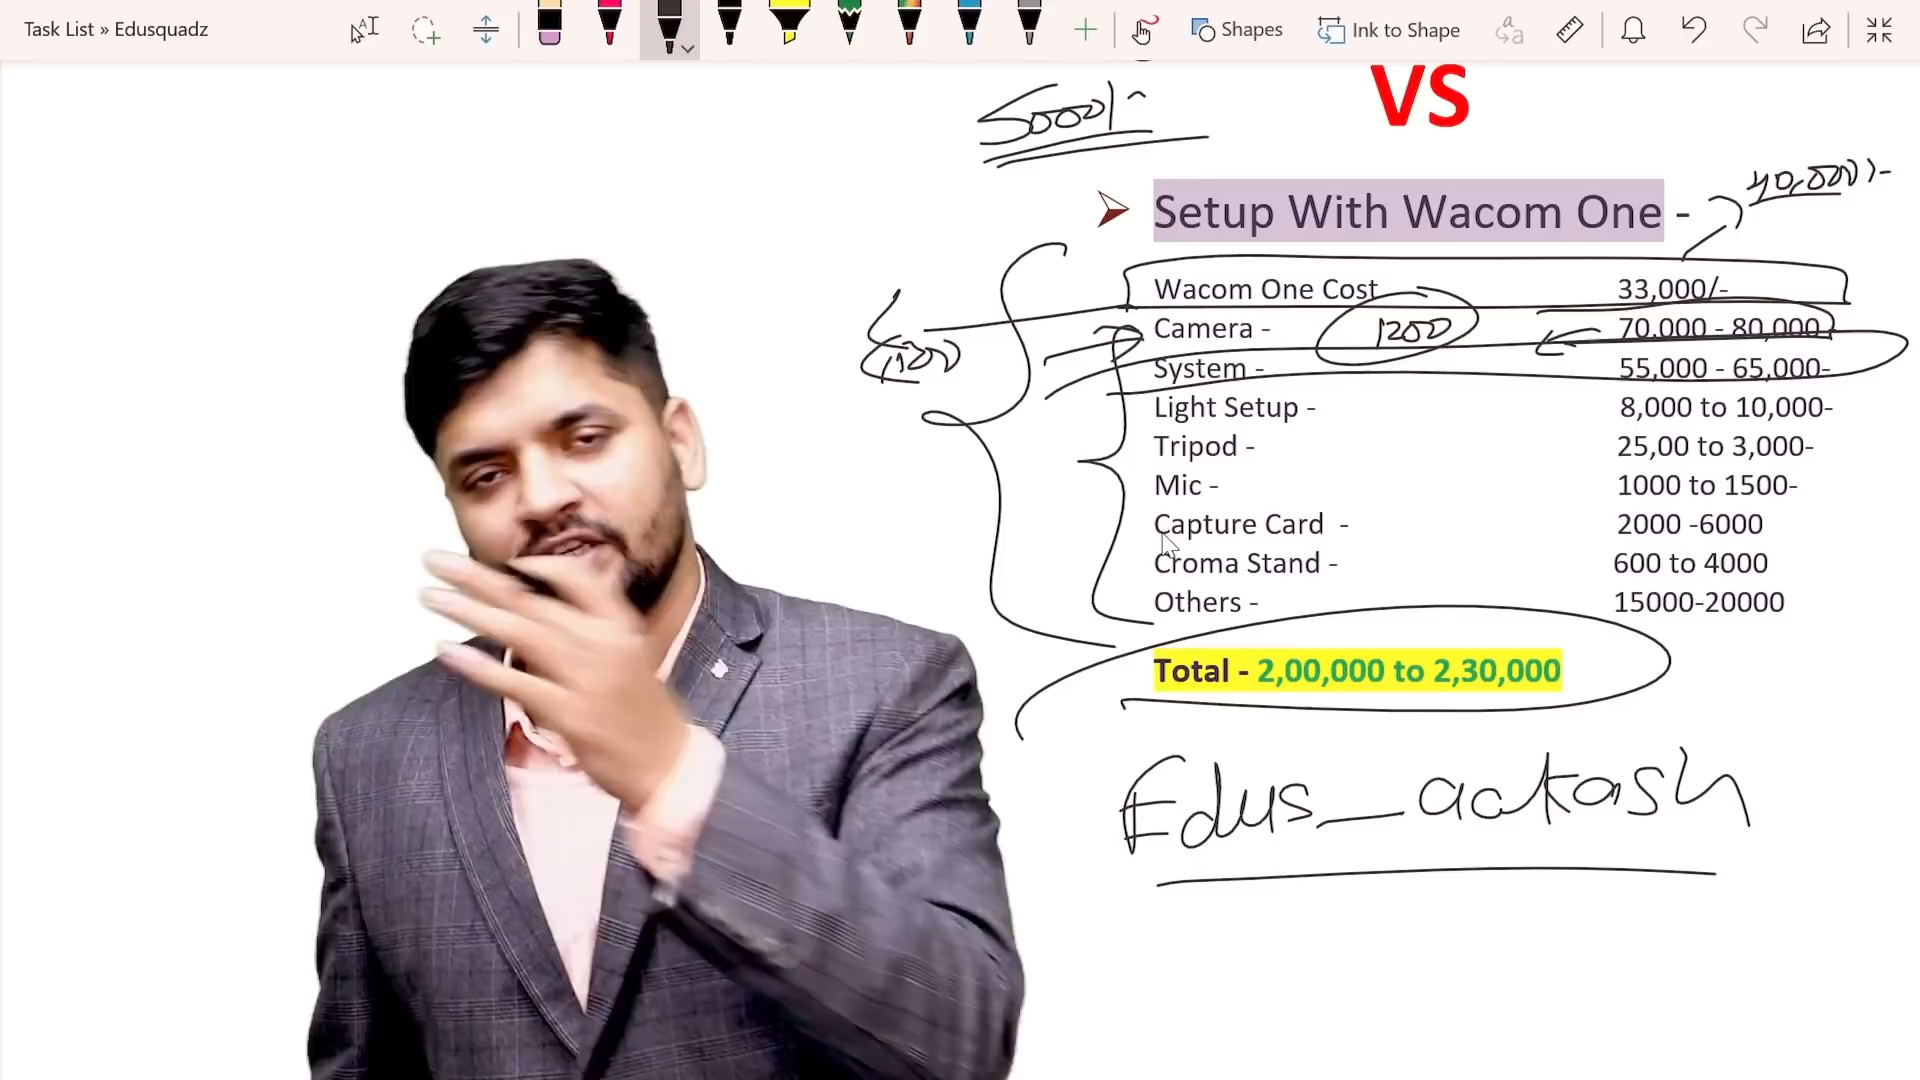 Task List » Edusquadz
Shapes
Ink to Shape
VS
5000/-
40,000/-
Setup With Wacom One -
Wacom One Cost 33,000/-
Camera - 1200 70,000 - 80,000-
System - 55,000 - 65,000-
Light Setup - 8,000 to 10,000-
Tripod - 25,00 to 3,000-
Mic - 1000 to 1500-
Capture Card - 2000 -6000
Croma Stand - 600 to 4000
Others - 15000-20000
Total - 2,00,000 to 2,30,000
Edus_aakash